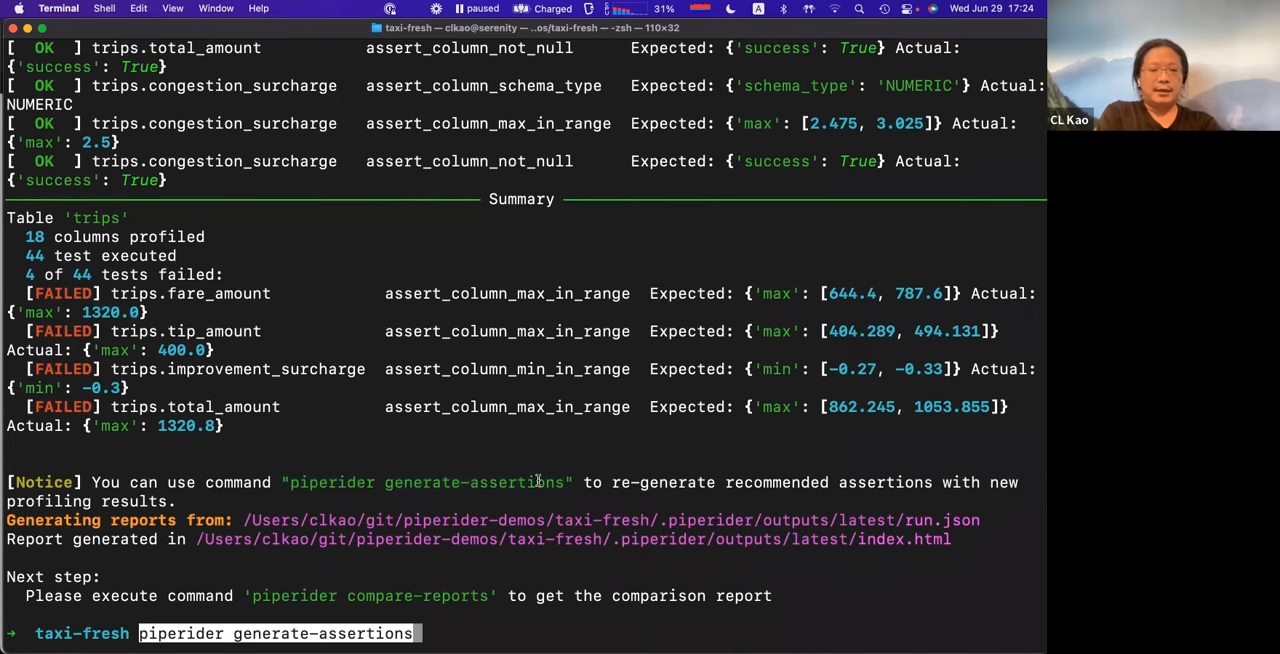 Terminal Shell Edit View Window Help paused Charged 31% A Wed Jun 29 17:24
taxi-fresh — clkao@serenity — ..os/taxi-fresh — -zsh — 110×32
[ OK ] trips.total_amount assert_column_not_null Expected: {'success': True} Actual:
{'success': True}
[ OK ] trips.congestion_surcharge assert_column_schema_type Expected: {'schema_type': 'NUMERIC'} Actual:
NUMERIC
[ OK ] trips.congestion_surcharge assert_column_max_in_range Expected: {'max': [2.475, 3.025]} Actual:
{'max': 2.5}
[ OK ] trips.congestion_surcharge assert_column_not_null Expected: {'success': True} Actual:
{'success': True}
CL Kao
Summary
Table 'trips'
18 columns profiled
44 test executed
4 of 44 tests failed:
[FAILED] trips.fare_amount assert_column_max_in_range Expected: {'max': [644.4, 787.6]} Actual:
{'max': 1320.0}
[FAILED] trips.tip_amount assert_column_max_in_range Expected: {'max': [404.289, 494.131]}
Actual: {'max': 400.0}
[FAILED] trips.improvement_surcharge assert_column_min_in_range Expected: {'min': [-0.27, -0.33]} Actual:
{'min': -0.3}
[FAILED] trips.total_amount assert_column_max_in_range Expected: {'max': [862.245, 1053.855]}
Actual: {'max': 1320.8}
[Notice] You can use command "piperider generate-assertions" to re-generate recommended assertions with new
profiling results.
Generating reports from: /Users/clkao/git/piperider-demos/taxi-fresh/.piperider/outputs/latest/run.json
Report generated in /Users/clkao/git/piperider-demos/taxi-fresh/.piperider/outputs/latest/index.html
Next step:
Please execute command 'piperider compare-reports' to get the comparison report
→ taxi-fresh piperider generate-assertions